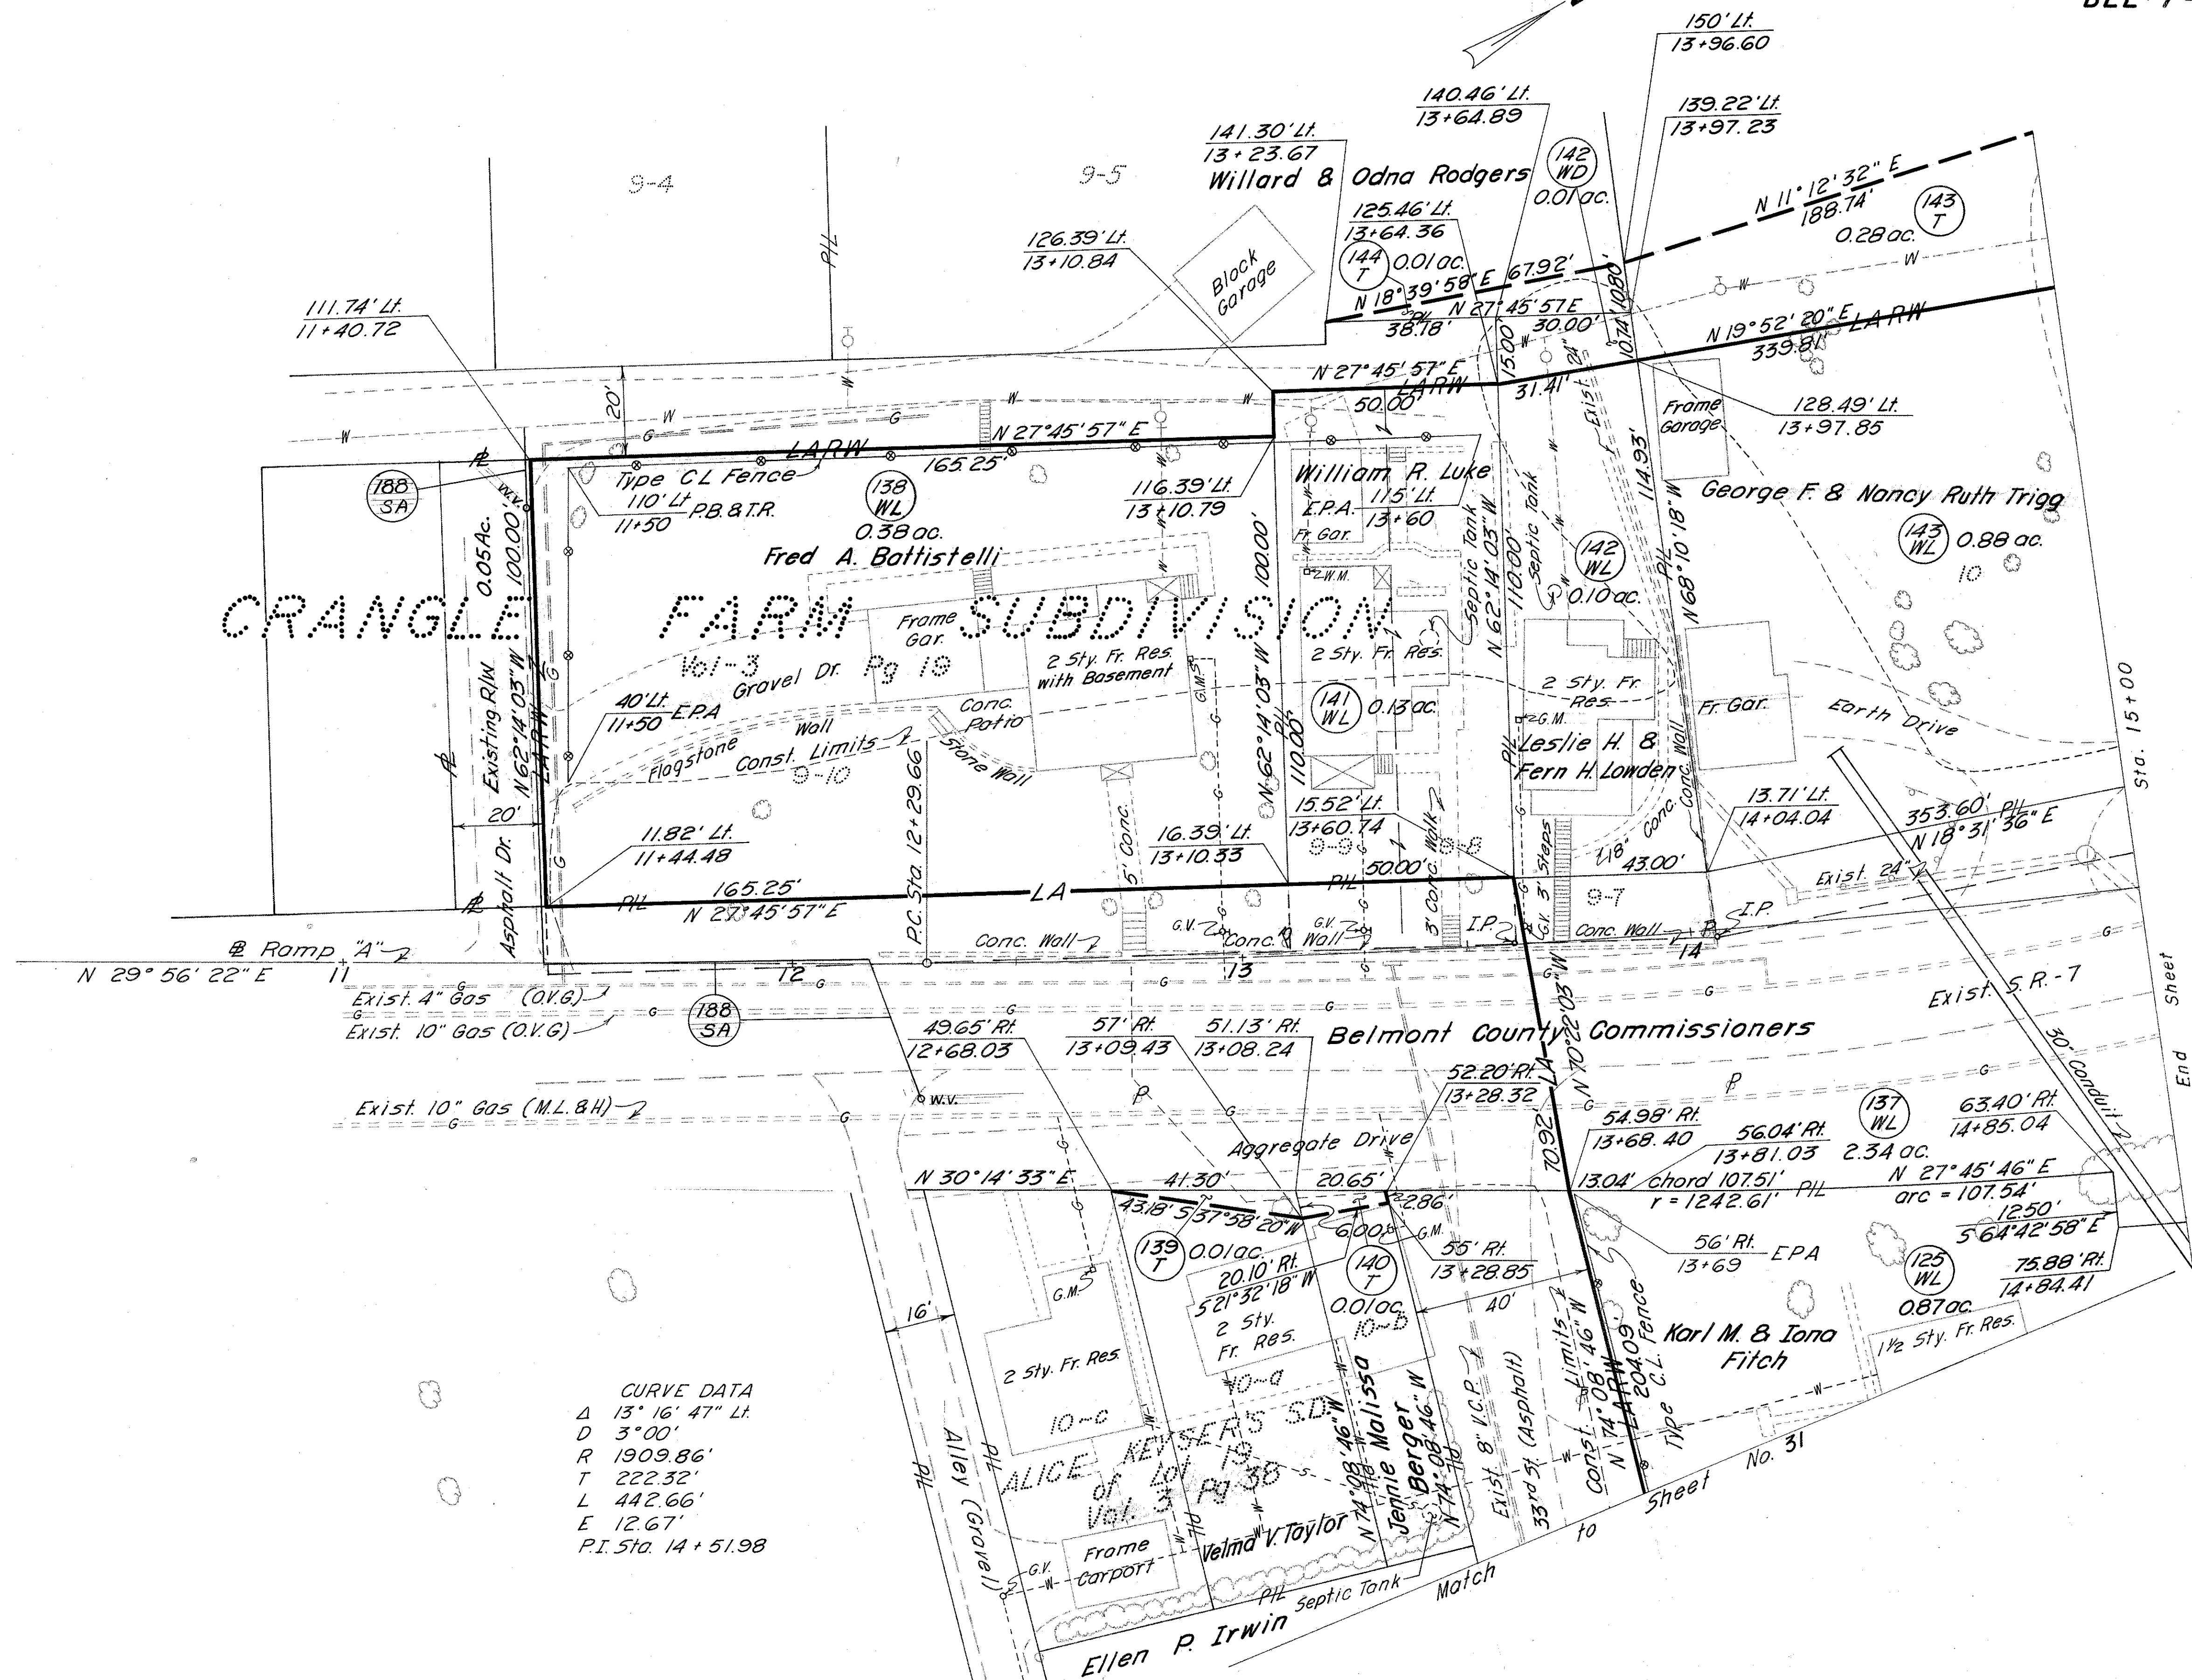 150' Lt.
13+96.60
140.46' Lt.
13+64.89
139.22' Lt.
13+97.23
141.30' Lt.
13+23.67
9-4
9-5
Willard & Odna Rodgers
142
WD
0.01 ac.
N 11° 12' 32" E
188.74'
143
T
0.28 ac.
125.46' Lt.
13+64.36
126.39' Lt.
13+10.84
P/L
Block
Garage
144
T
0.01 ac.
N 18° 39' 58" E 67.92'
N 27° 45' 57 E
38.18'
30.00'
10.80'
10.74'
15.00'
W
111.74' Lt.
11+40.72
N 19° 52' 20" E LARW
339.81'
N 27° 45' 57" E
LARW
50.00'
31.41'
Exist. 24"
20'
Frame
Garage
128.49' Lt.
13+97.85
W
G
N 27° 45' 57" E
LARW
165.25'
Type CL Fence
188
SA
W.V.
110' Lt
11+50
P.B. & T.R.
138
WL
0.38 ac.
Fred A. Battistelli
116.39' Lt.
13+10.79
William R. Luke
E.P.A.
115' Lt.
13+60
Fr. Gar.
W.M.
Septic Tank
Septic Tank
N 62° 14' 03" W
110.00'
114.93'
N 68° 10' 18" W
P/L
142
WL
0.10 ac.
George F. & Nancy Ruth Trigg
143
WL
0.88 ac.
10
0.05 Ac.
Existing R/W
N 62° 14' 03" W 100.00'
LARW
CRANGLE FARM SUBDIVISION
Vol-3 Pg 18
Gravel Dr.
Frame
Gar.
2 Sty. Fr. Res.
with Basement
G.M.
100.00'
N 62° 14' 03" W
110.00'
2 Sty. Fr. Res.
141
WL
0.13 ac.
2 Sty. Fr.
Res.
G.M.
Fr. Gar.
Earth Drive
Sta. 15+00
40' Lt
11+50
E.P.A
Conc.
Patio
Flagstone Wall
Const. Limits
9-10
Stone Wall
Leslie H. &
Fern H. Lowden
Conc. Wall
P.C. Sta. 12+29.66
5' Conc.
15.52' Lt.
13+60.74
16.39' Lt.
13+10.33
9-9
9-8
3' Conc. Walk
3' Steps
18" Conc.
13.71' Lt.
14+04.04
353.60' P/L
N 18° 31' 36" E
20'
Asphalt Dr.
11.82' Lt.
11+44.48
P/L
165.25'
N 27° 45' 57" E
LA
50.00'
P/L
43.00'
9-7
Exist. 24"
G.V.
I.P.
Conc. Wall
G.V.
G.V.
Conc. Wall
I.P.
Conc. Wall
Ramp "A"
N 29° 56' 22" E
11
12
13
14
Exist. 4" Gas (O.V.G)
Exist. 10" Gas (O.V.G)
188
SA
Exist. S.R.-7
End Sheet
49.65' Rt.
12+68.03
57' Rt.
13+09.43
51.13' Rt.
13+08.24
Belmont County Commissioners
52.20' Rt.
13+28.32
LA
N 70° 22' 03" W
70.92'
30" Conduit
Exist. 10" Gas (M.L. & H)
W.V.
54.98' Rt.
13+68.40
56.04' Rt.
13+81.03
137
WL
2.34 ac.
63.40' Rt.
14+85.04
Aggregate Drive
N 30° 14' 33" E
41.30'
20.65'
2.86'
13.04'
chord 107.51'
r = 1242.61'
P/L
N 27° 45' 46" E
arc = 107.54'
12.50'
S 64° 42' 58" E
43.18' S 37° 58' 20" W
6.00'
G.M.
139
T
0.01 ac.
20.10' Rt.
S 21° 32' 18" W
140
T
0.01 ac.
55' Rt.
13+28.85
56' Rt.
13+69
EPA
125
WL
0.87 ac.
75.88' Rt.
14+84.41
G.M.
2 Sty.
Fr. Res.
10-b
40'
16'
2 Sty. Fr. Res.
10-a
10-c
Karl M. & Iona
Fitch
1 1/2 Sty. Fr. Res.
CURVE DATA
Δ 13° 16' 47" Lt.
D 3° 00'
R 1909.86'
T 222.32'
L 442.66'
E 12.67'
P.I. Sta. 14 + 51.98
ALICE KEYSER'S S.D.
of Lot 19
Vol. 3 Pg 38
N 74° 08' 46" W
Jennie Malissa
Berger
N 74° 08' 46" W
P/L
Exist. 8" V.C.P.
33rd St. (Asphalt)
Const. Limits
N 74° 08' 46" W
LARW 204.09'
Type C.L. Fence
Alley (Gravel)
P/L
P/L
Velma V. Taylor
Frame
Carport
G.V.
Septic Tank
P/L
Ellen P. Irwin
Match to Sheet No. 31